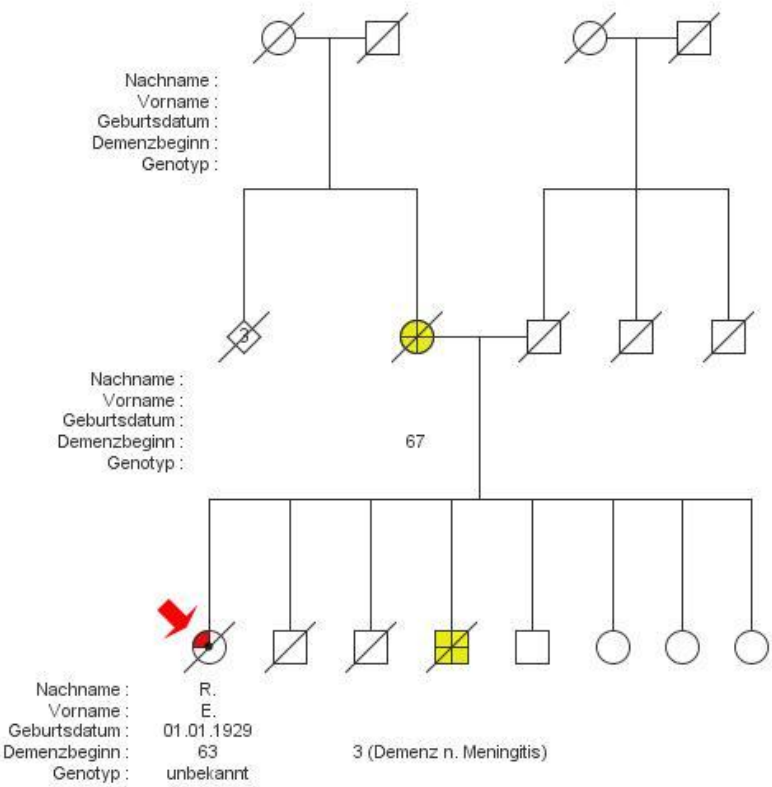 Nachname :
Vorname :
Geburtsdatum :
Demenzbeginn :
Genotyp :
3
Nachname :
Vorname :
Geburtsdatum :
Demenzbeginn : 67
Genotyp :
Nachname : R.
Vorname : E.
Geburtsdatum : 01.01.1929
Demenzbeginn : 63 3 (Demenz n. Meningitis)
Genotyp : unbekannt